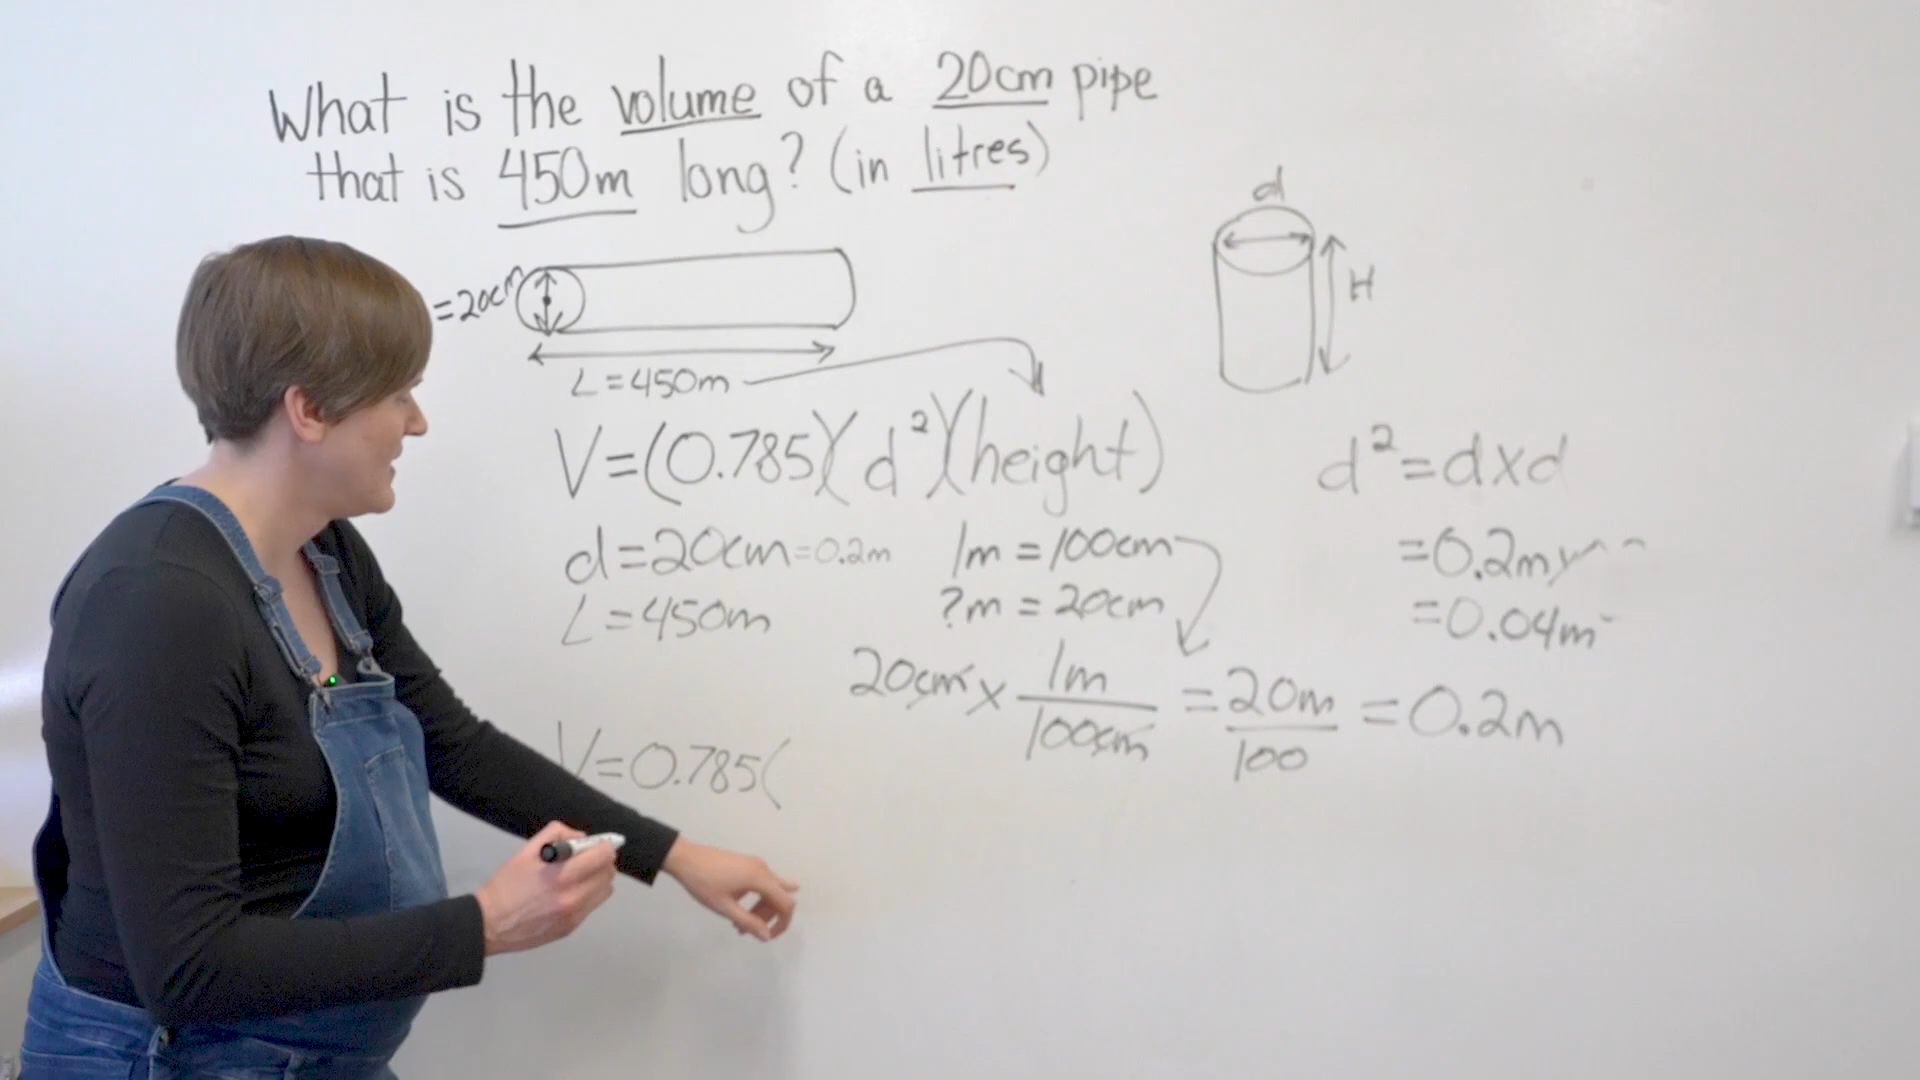 What is the volume of a 20cm pipe
that is 450m long? (in litres)
d
H
=20cm
L=450m
V=(0.785)(d²)(height)
d=20cm=0.2m
L=450m
1m=100cm
?m=20cm
20cm x 1m/100cm = 20m/100 = 0.2m
d²=dxd
=0.2m
=0.04m
V=0.785(